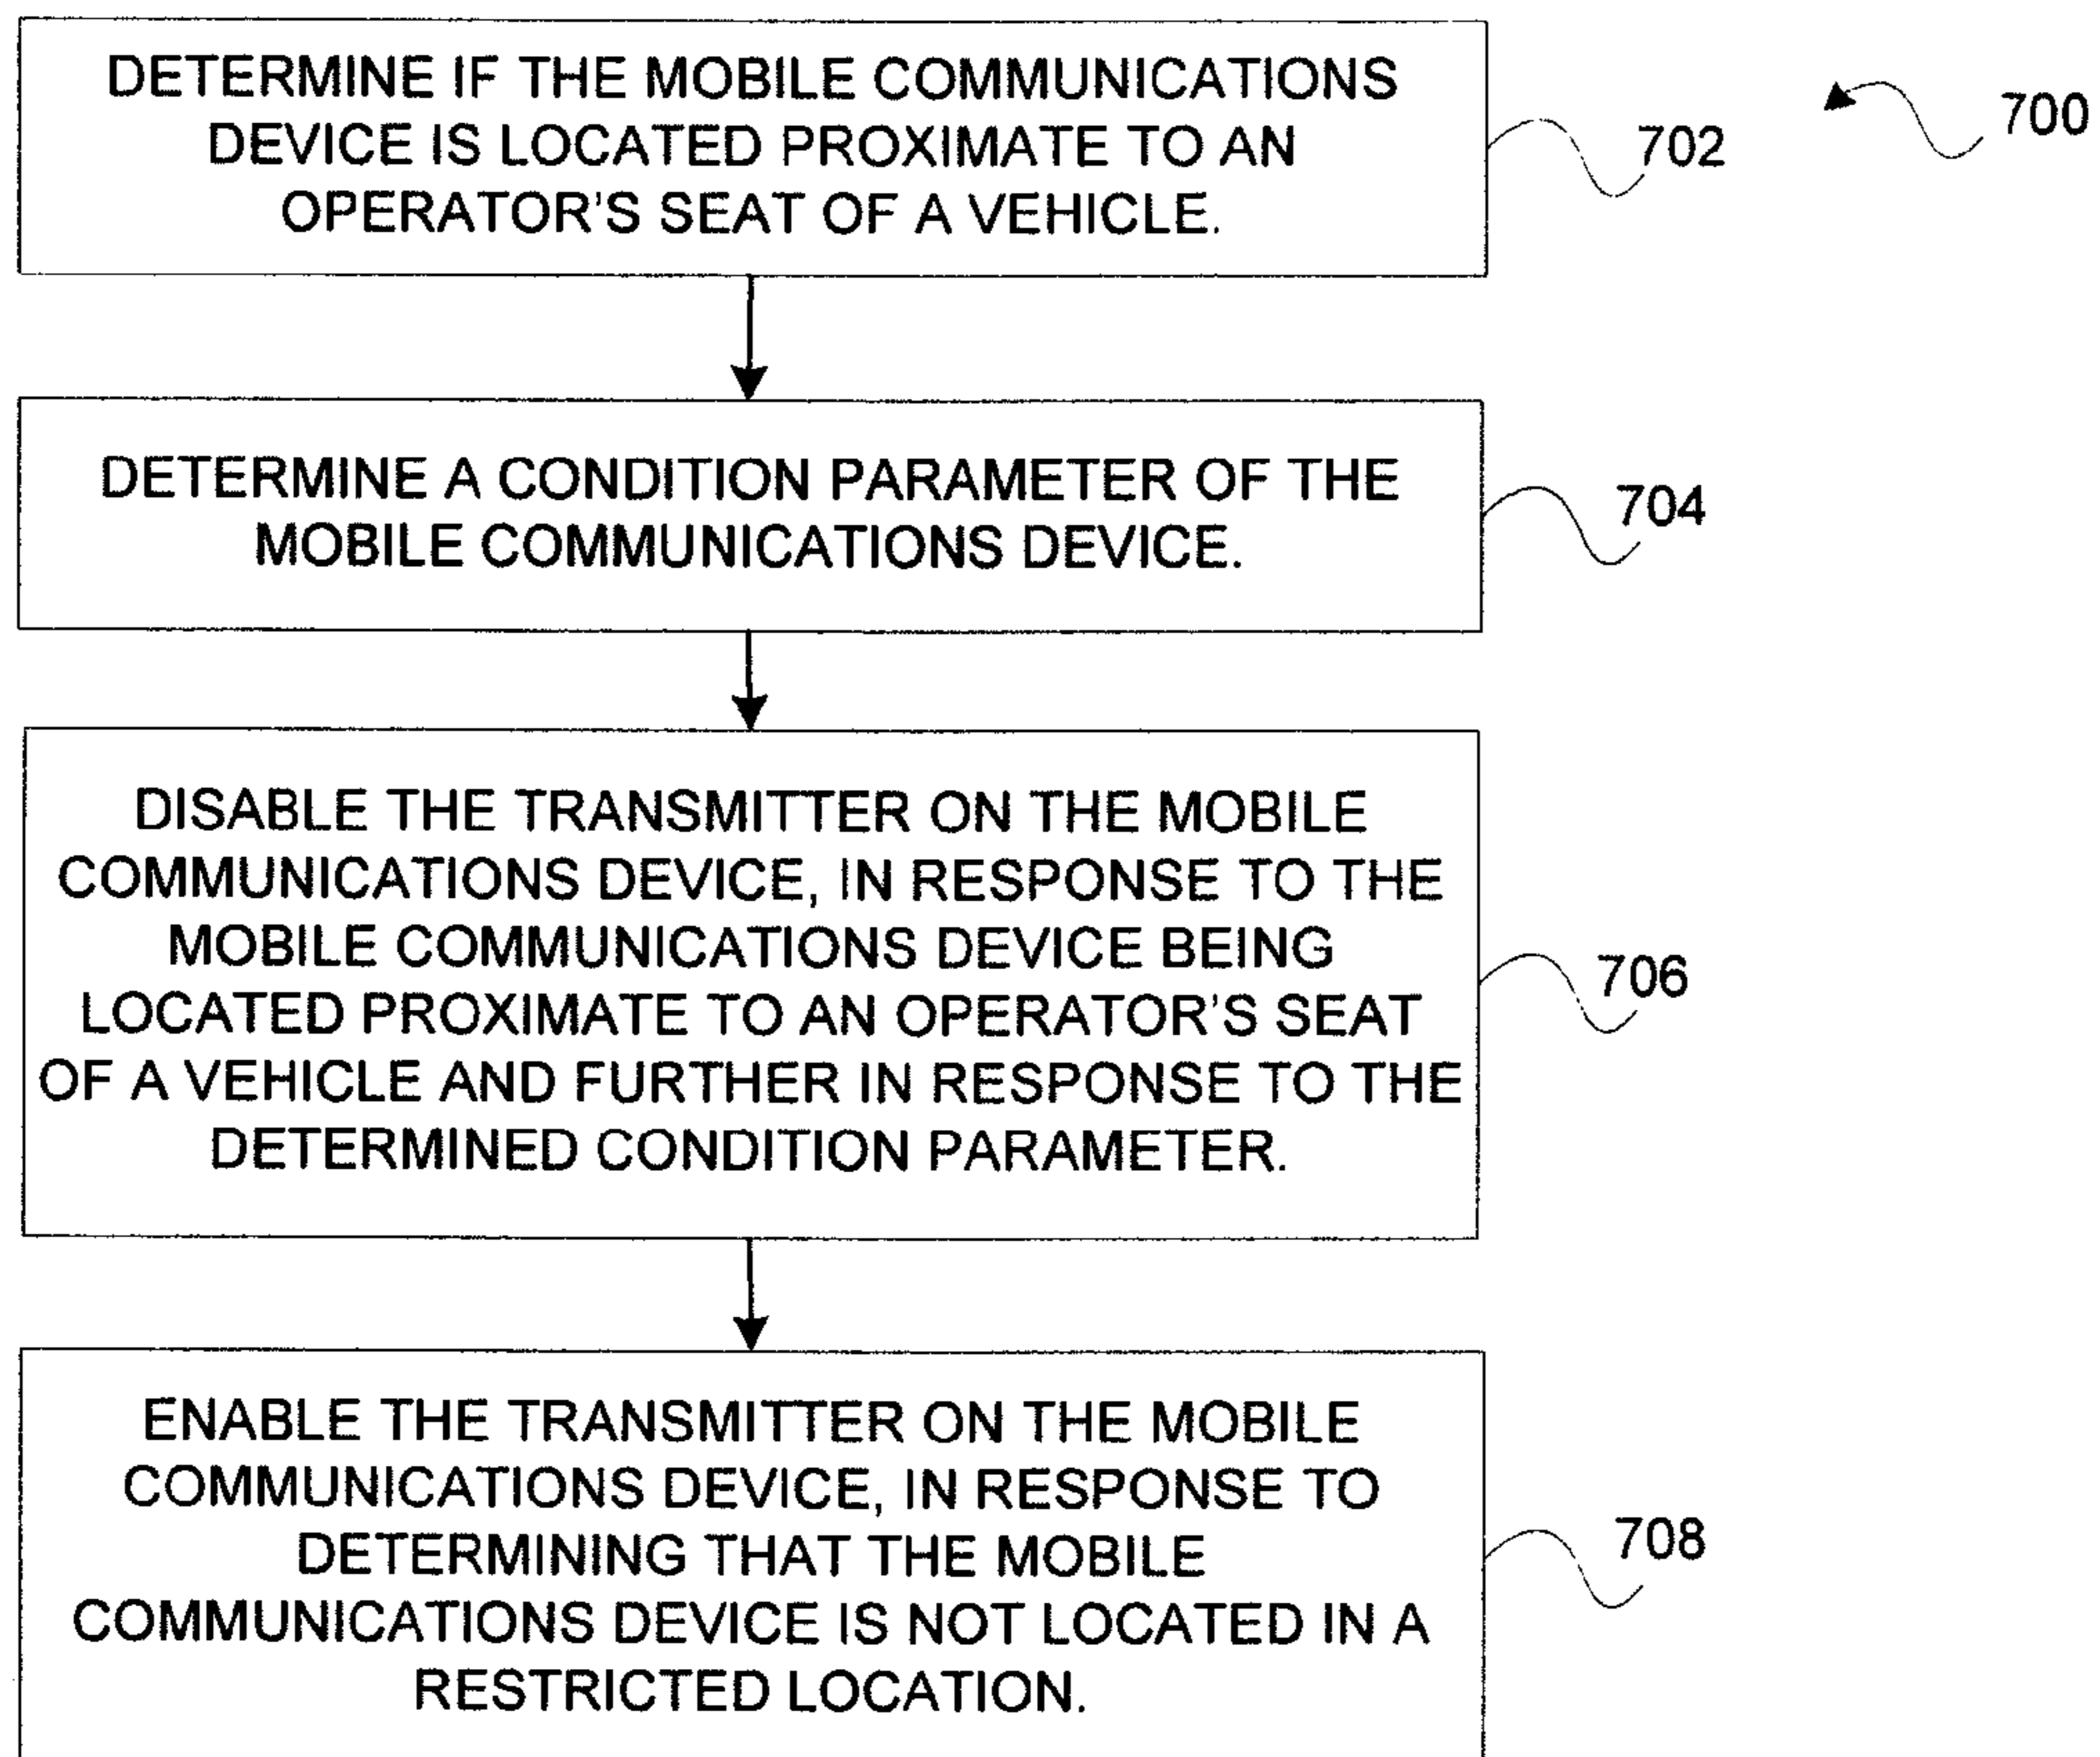 DETERMINE IF THE MOBILE COMMUNICATIONS
DEVICE IS LOCATED PROXIMATE TO AN
OPERATOR'S SEAT OF A VEHICLE.
702
700
DETERMINE A CONDITION PARAMETER OF THE
MOBILE COMMUNICATIONS DEVICE.
704
DISABLE THE TRANSMITTER ON THE MOBILE
COMMUNICATIONS DEVICE, IN RESPONSE TO THE
MOBILE COMMUNICATIONS DEVICE BEING
LOCATED PROXIMATE TO AN OPERATOR'S SEAT
OF A VEHICLE AND FURTHER IN RESPONSE TO THE
DETERMINED CONDITION PARAMETER.
706
ENABLE THE TRANSMITTER ON THE MOBILE
COMMUNICATIONS DEVICE, IN RESPONSE TO
DETERMINING THAT THE MOBILE
COMMUNICATIONS DEVICE IS NOT LOCATED IN A
RESTRICTED LOCATION.
708